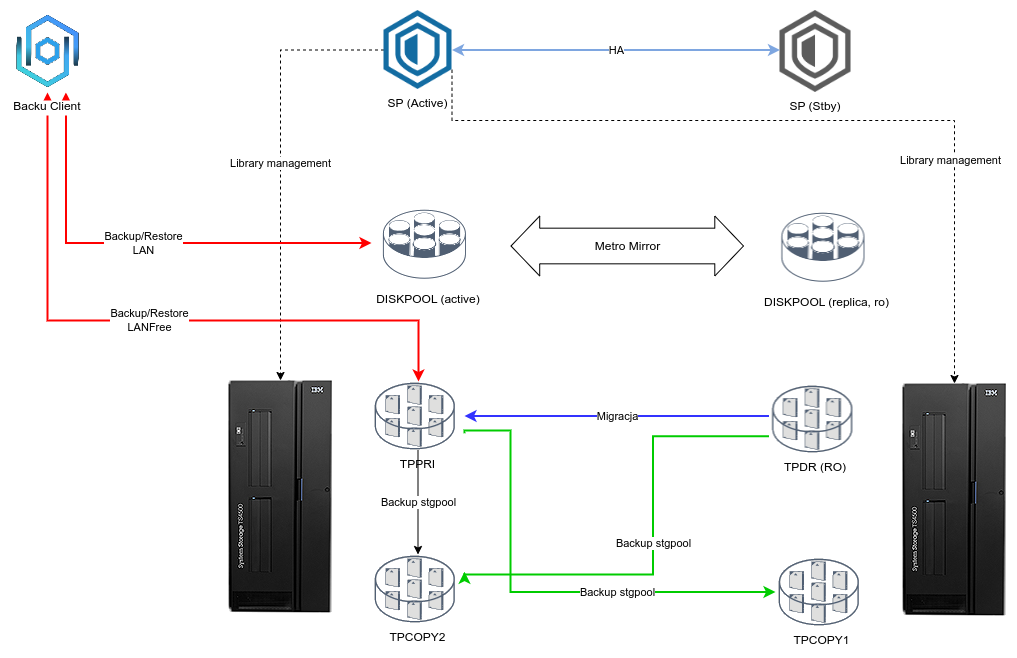 HA
Backu Client
SP (Active)
SP (Stby)
Library management
Library management
Backup/Restore
LAN
Metro Mirror
DISKPOOL (active)
DISKPOOL (replica, ro)
Backup/Restore
LANFree
IBM
IBM
Migracja
TPPRI
TPDR (RO)
Backup stgpool
System Storage TS4500
System Storage TS4500
Backup stgpool
Backup stgpool
TPCOPY2
TPCOPY1